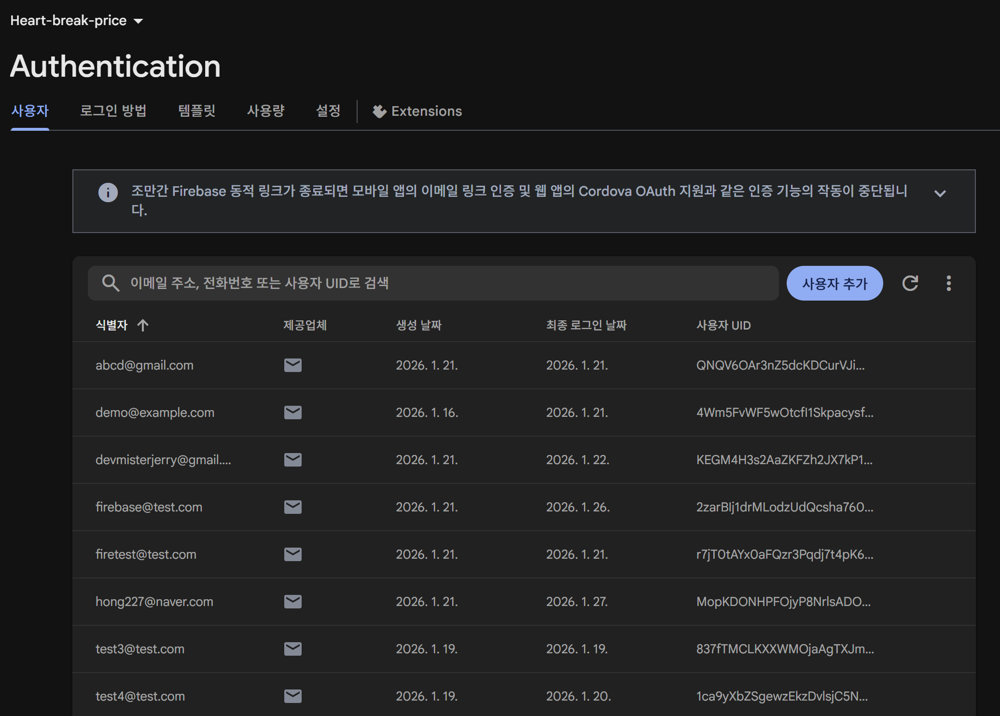 Heart-break-price
Authentication
사용자 로그인 방법 템플릿 사용량 설정 Extensions
조만간 Firebase 동적 링크가 종료되면 모바일 앱의 이메일 링크 인증 및 웹 앱의 Cordova OAuth 지원과 같은 인증 기능의 작동이 중단됩니
다.
이메일 주소, 전화번호 또는 사용자 UID로 검색 사용자 추가
식별자 제공업체 생성 날짜 최종 로그인 날짜 사용자 UID
abcd@gmail.com 2026. 1. 21. 2026. 1. 21. QNQV6OAr3nZ5dcKDCurVJi...
demo@example.com 2026. 1. 16. 2026. 1. 21. 4Wm5FvWF5wOtcfI1Skpacysf...
devmisterjerry@gmail.... 2026. 1. 21. 2026. 1. 22. KEGM4H3s2AaZKFZh2JX7kP1...
firebase@test.com 2026. 1. 21. 2026. 1. 26. 2zarBIj1drMLodzUdQcsha760...
firetest@test.com 2026. 1. 21. 2026. 1. 21. r7jT0tAYx0aFQzr3Pqdj7t4pK6...
hong227@naver.com 2026. 1. 21. 2026. 1. 27. MopKDONHPFOjyP8NrlsADO...
test3@test.com 2026. 1. 19. 2026. 1. 19. 837fTMCLKXXWMOjaAgTXJm...
test4@test.com 2026. 1. 19. 2026. 1. 20. 1ca9yXbZSgewzEkzDvlsjC5N...